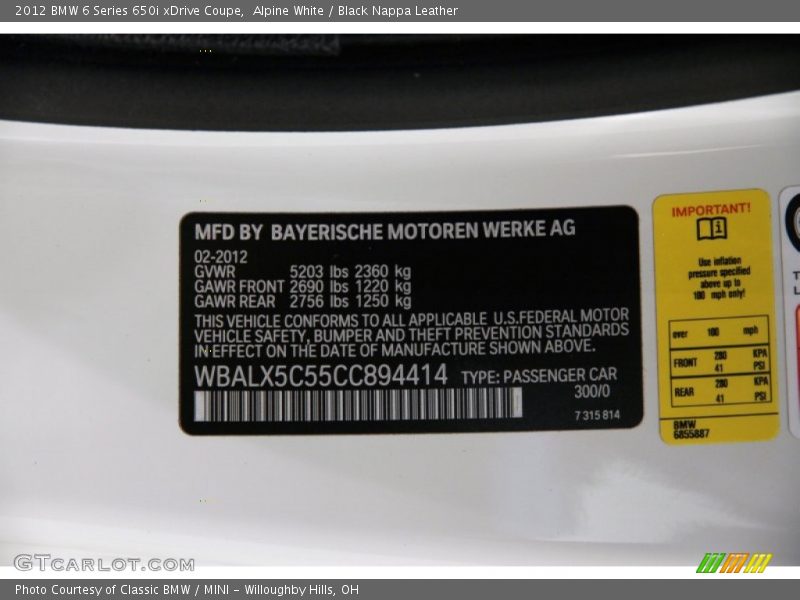 2012 BMW 6 Series 650i xDrive Coupe,  Alpine White / Black Nappa Leather
MFD BY BAYERISCHE MOTOREN WERKE AG
02-2012
GVWR 5203 lbs 2360 kg
GAWR FRONT 2690 lbs 1220 kg
GAWR REAR 2756 lbs 1250 kg
THIS VEHICLE CONFORMS TO ALL APPLICABLE U.S.FEDERAL MOTOR
VEHICLE SAFETY, BUMPER AND THEFT PREVENTION STANDARDS
IN EFFECT ON THE DATE OF MANUFACTURE SHOWN ABOVE.
WBALX5C55CC894414 TYPE: PASSENGER CAR
300/0
7 315 814
IMPORTANT!
i
Use inflation
pressure specified
above up to
100 mph only!
over 100 mph
FRONT 280 KPA
41 PSI
REAR 280 KPA
41 PSI
BMW
6855887
GTCARLOT.COM
Photo Courtesy of Classic BMW / MINI - Willoughby Hills, OH